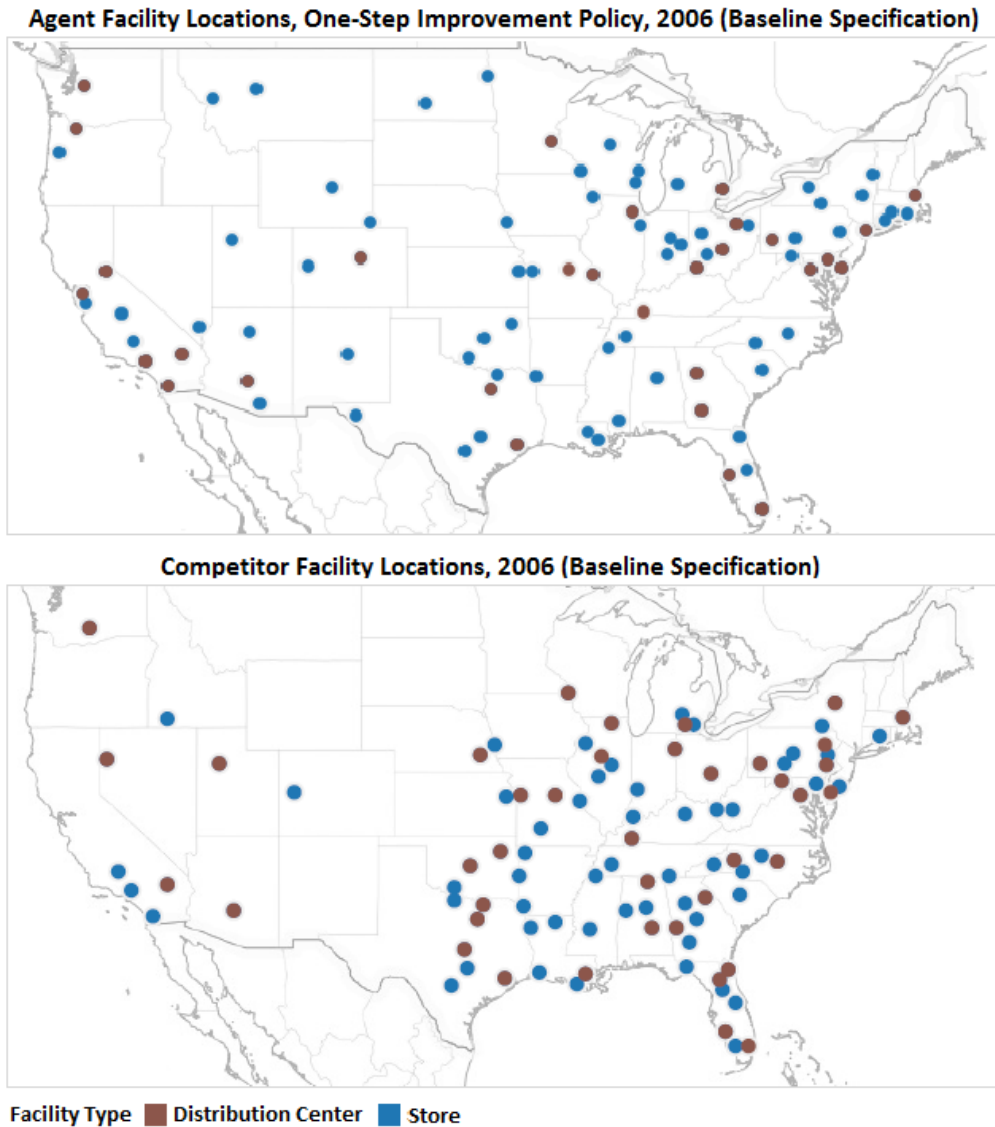 Agent Facility Locations, One-Step Improvement Policy, 2006 (Baseline Specification)
Competitor Facility Locations, 2006 (Baseline Specification)
Facility Type Distribution Center Store